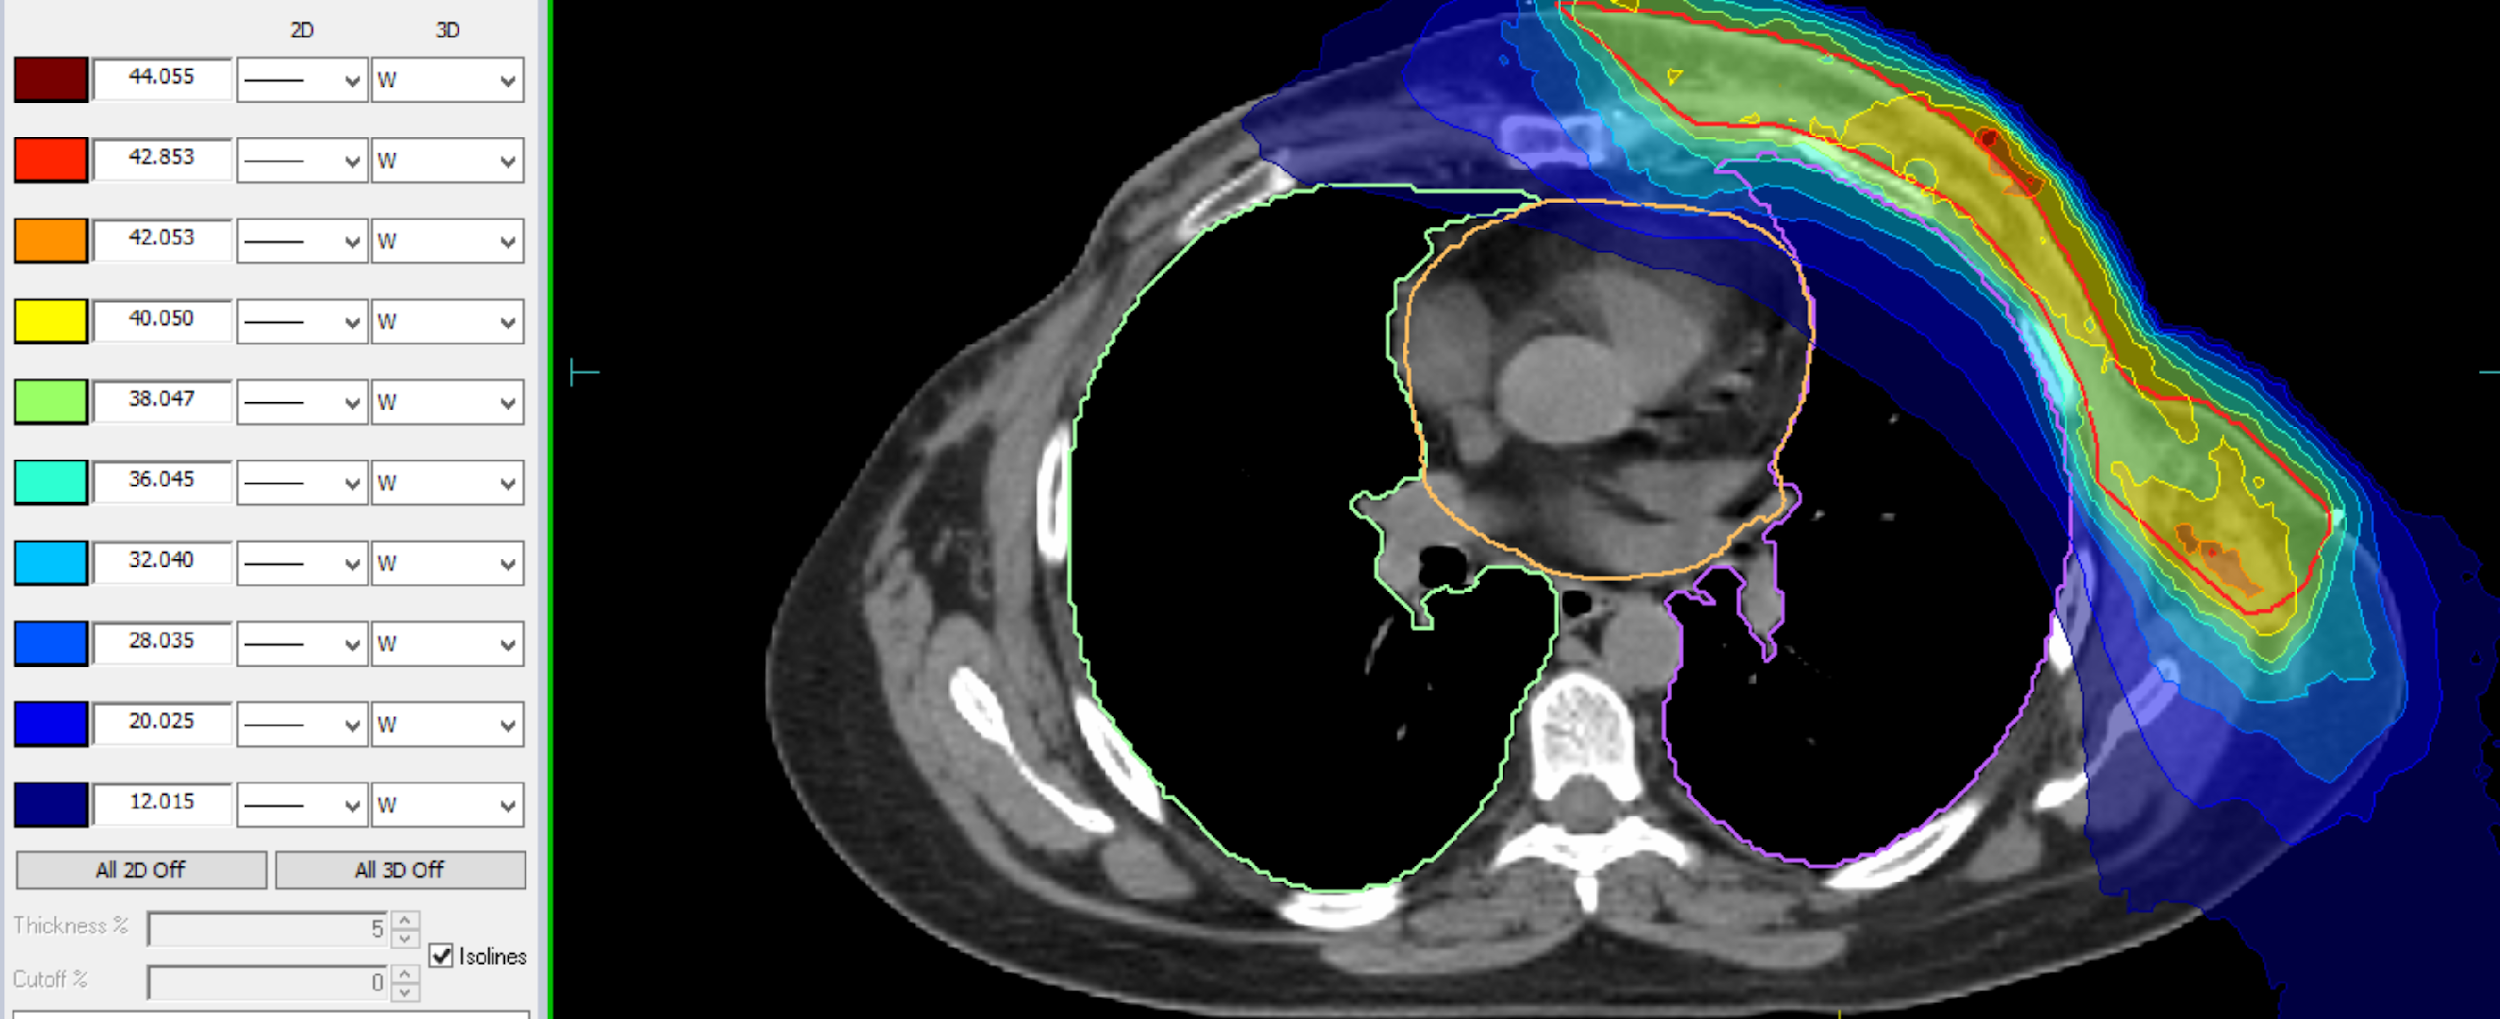 2D 3D
44.055 W
42.853 W
42.053 W
40.050 W
38.047 W
36.045 W
32.040 W
28.035 W
20.025 W
12.015 W
All 2D Off All 3D Off
Thickness % 5
Isolines
Cutoff % 0